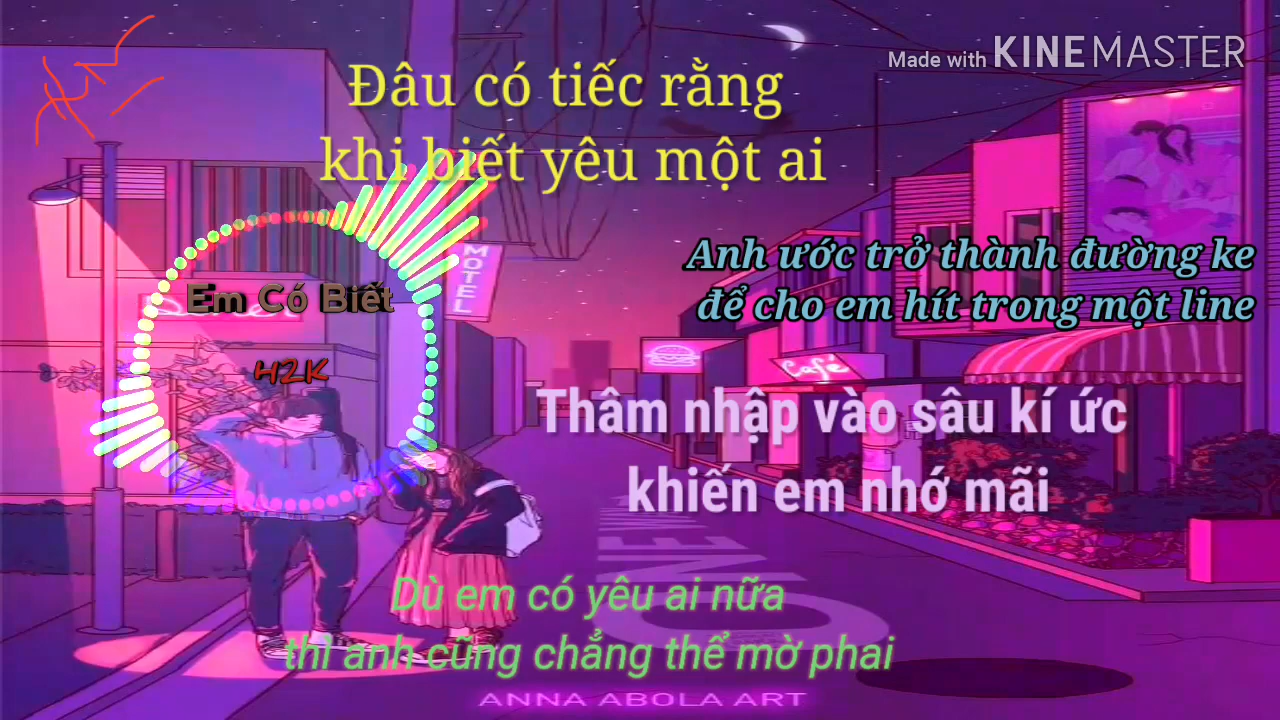 Made with KINEMASTER
Đâu có tiếc rằng
khi biết yêu một ai
Anh ước trở thành đường ke
để cho em hít trong một line
MOTEL
Em Có Biết
H2K
Café
Thâm nhập vào sâu kí ức
khiến em nhớ mãi
Dù em có yêu ai nữa
thì anh cũng chẳng thể mờ phai
ANNA ABOLA ART